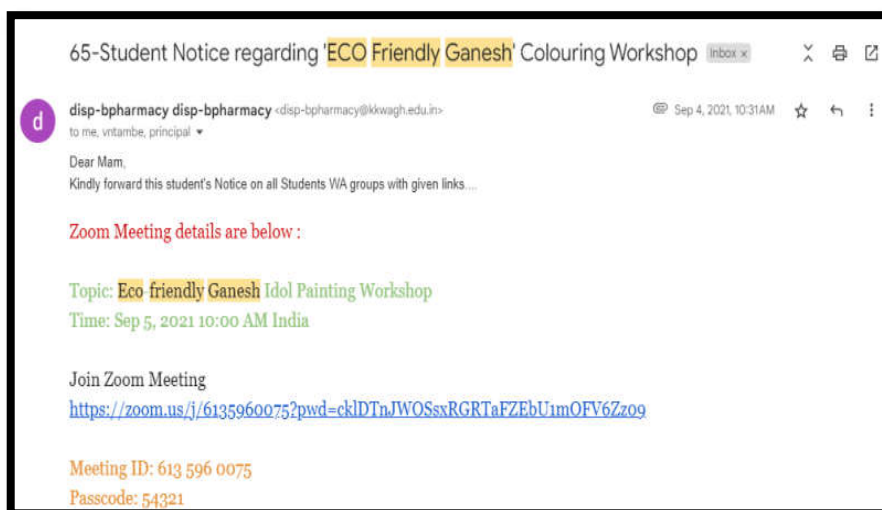 65-Student Notice regarding 'ECO Friendly Ganesh' Colouring Workshop Inbox x
d
disp-bpharmacy disp-bpharmacy <disp-bpharmacy@kkwagh.edu.in> Sep 4, 2021, 10:31AM
to me, vntambe, principal
Dear Mam,
Kindly forward this student's Notice on all Students WA groups with given links....
Zoom Meeting details are below :
Topic: Eco-friendly Ganesh Idol Painting Workshop
Time: Sep 5, 2021 10:00 AM India
Join Zoom Meeting
https://zoom.us/j/6135960075?pwd=cklDTnJWOSsxRGRTaFZEbU1mOFV6Zz09
Meeting ID: 613 596 0075
Passcode: 54321